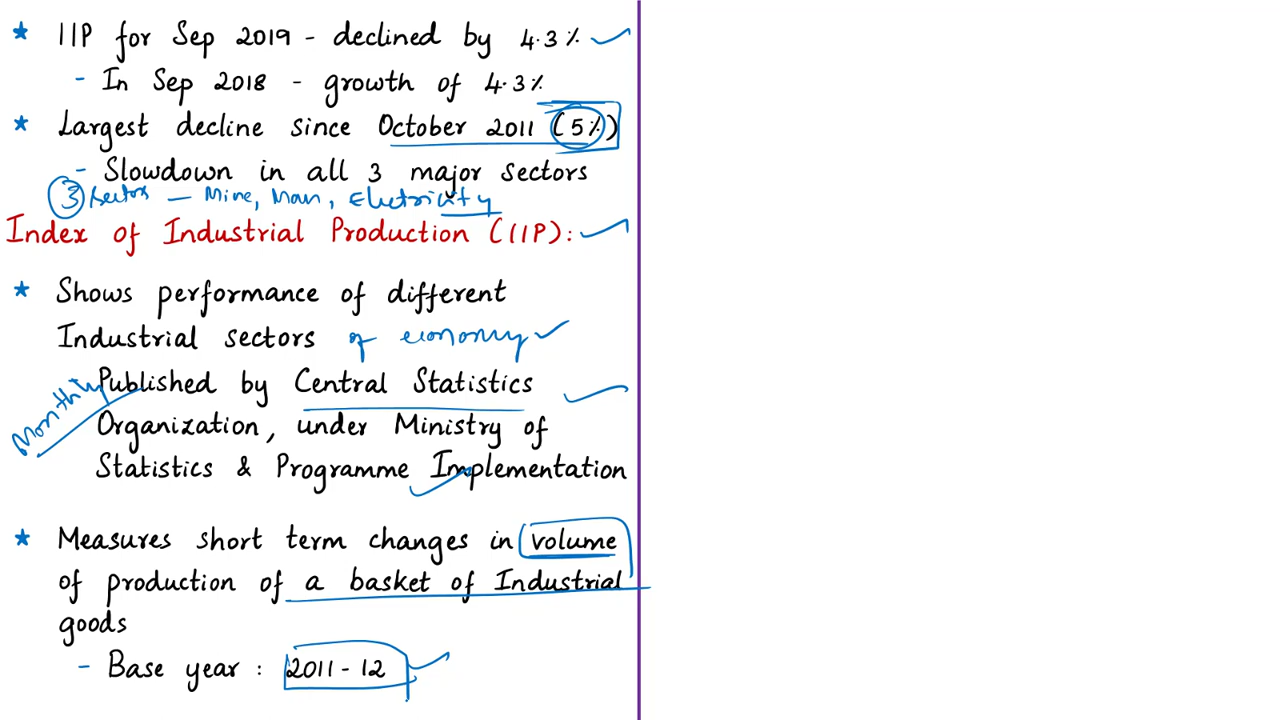 ★ IIP for Sep 2019 - declined by 4.3%
- In Sep 2018 - growth of 4.3%
★ Largest decline since October 2011 (5%)
- Slowdown in all 3 major sectors
3 Sector — Mine, Man, Electricity
Index of Industrial Production (IIP):
★ Shows performance of different
Industrial sectors of economy
Monthly Published by Central Statistics
Organization, under Ministry of
Statistics & Programme Implementation
★ Measures short term changes in volume
of production of a basket of Industrial
goods
- Base year : 2011 - 12